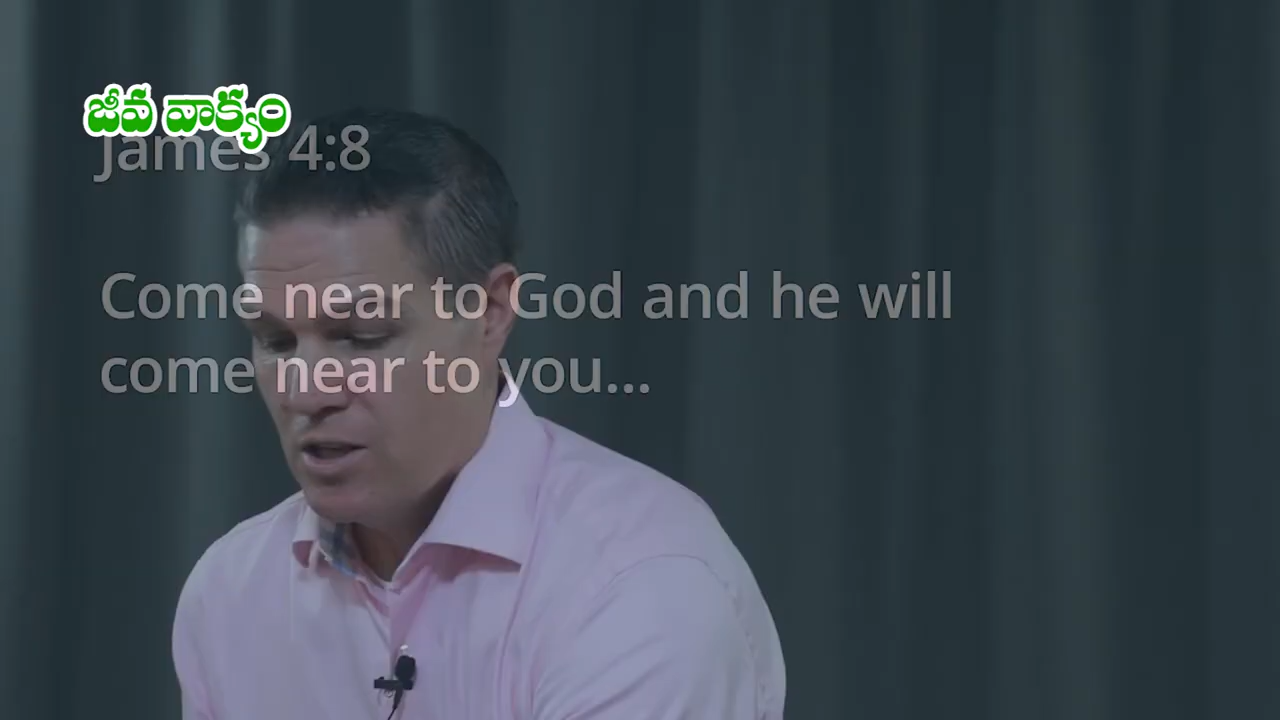 జీవ వాక్యం
James 4:8
Come near to God and he will
come near to you...